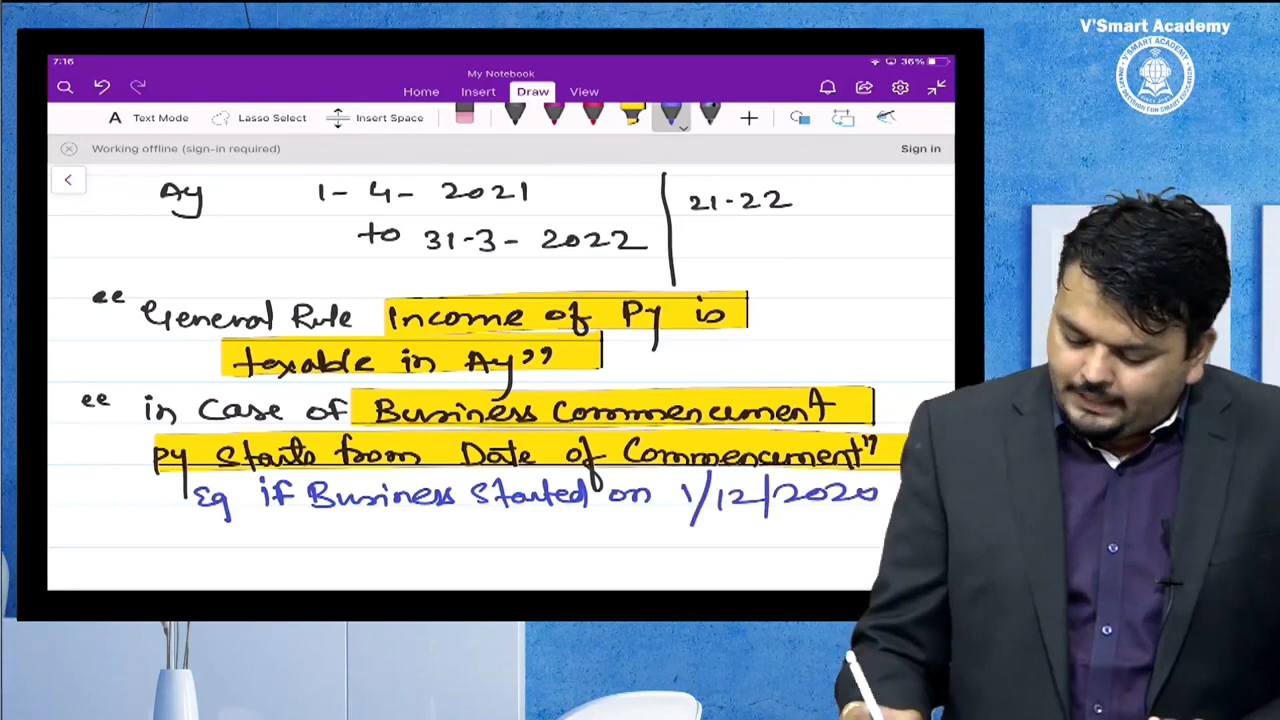 V'Smart Academy
7:16
36%
My Notebook
Home Insert Draw View
Text Mode Lasso Select Insert Space
Working offline (sign-in required) Sign in
Ay 1-4-2021 21-22
to 31-3-2022
"General Rule Income of Py is
taxable in Ay"
"in case of Business Commencement
py starts from Date of Commencement"
Eg if Business started on 1/12/2020